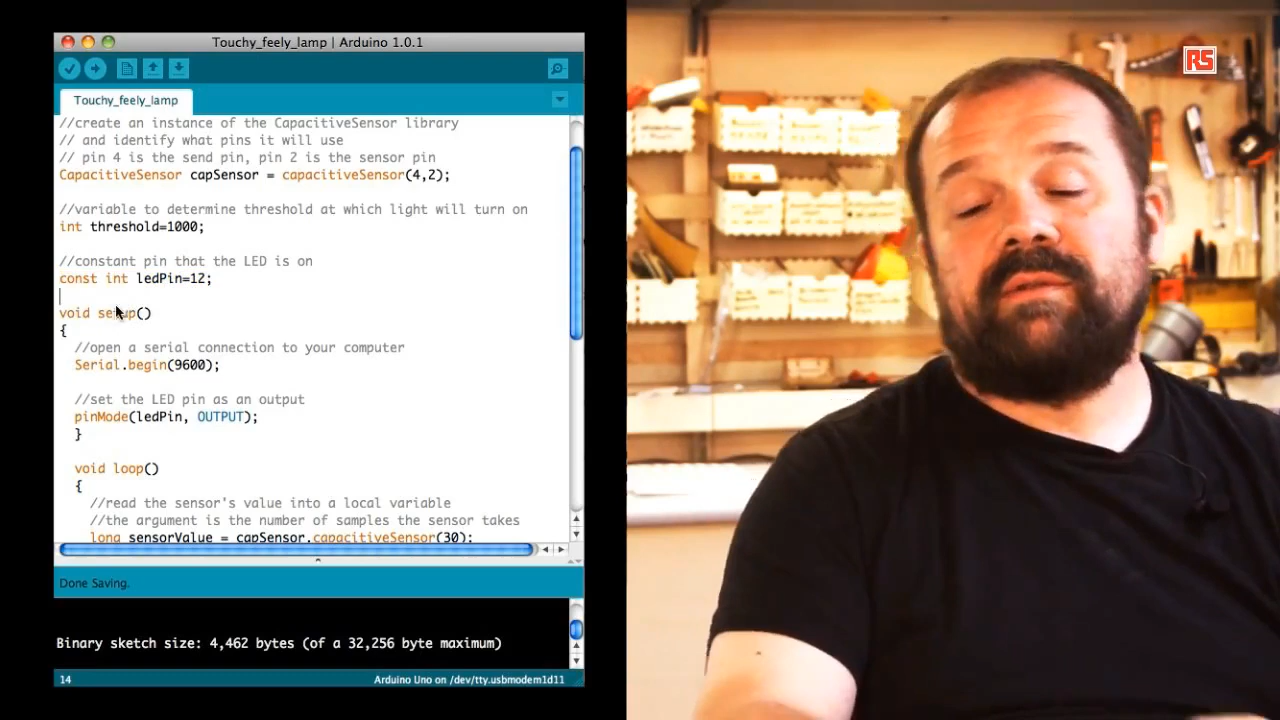 Touchy_feely_lamp | Arduino 1.0.1
Touchy_feely_lamp
//create an instance of the CapacitiveSensor library
// and identify what pins it will use
// pin 4 is the send pin, pin 2 is the sensor pin
CapacitiveSensor capSensor = capacitiveSensor(4,2);
//variable to determine threshold at which light will turn on
int threshold=1000;
//constant pin that the LED is on
const int ledPin=12;
void setup()
{
//open a serial connection to your computer
Serial.begin(9600);
//set the LED pin as an output
pinMode(ledPin, OUTPUT);
}
void loop()
{
//read the sensor's value into a local variable
//the argument is the number of samples the sensor takes
long sensorValue = capSensor.capacitiveSensor(30);
Done Saving.
Binary sketch size: 4,462 bytes (of a 32,256 byte maximum)
14
Arduino Uno on /dev/tty.usbmodem1d11
RS